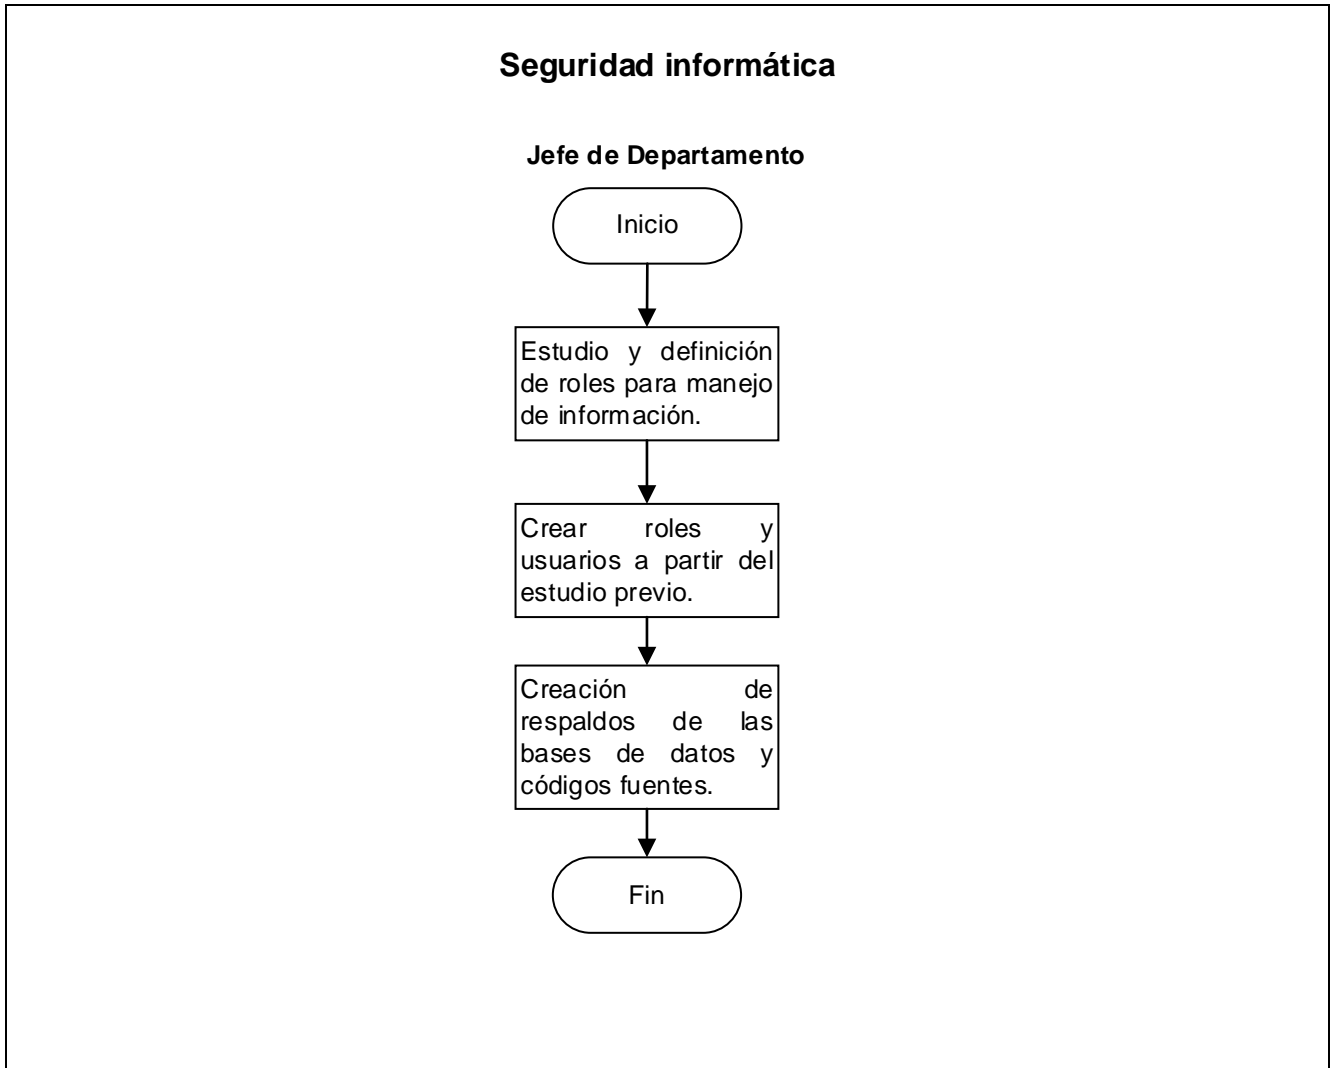 Seguridad informática
Jefe de Departamento
Inicio
Estudio y definición
de roles para manejo
de información.
Crear roles y
usuarios a partir del
estudio previo.
Creación de
respaldos de las
bases de datos y
códigos fuentes.
Fin